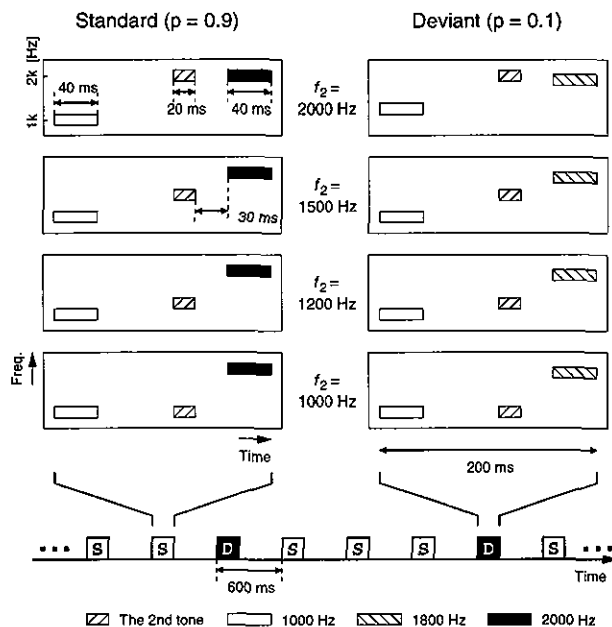 Standard (p = 0.9)
Deviant (p = 0.1)
[Hz]
2k
1k
40 ms
20 ms
40 ms
f2 =
2000 Hz
30 ms
f2 =
1500 Hz
f2 =
1200 Hz
Freq.
f2 =
1000 Hz
Time
200 ms
S
S
D
S
S
S
D
S
600 ms
Time
The 2nd tone
1000 Hz
1800 Hz
2000 Hz